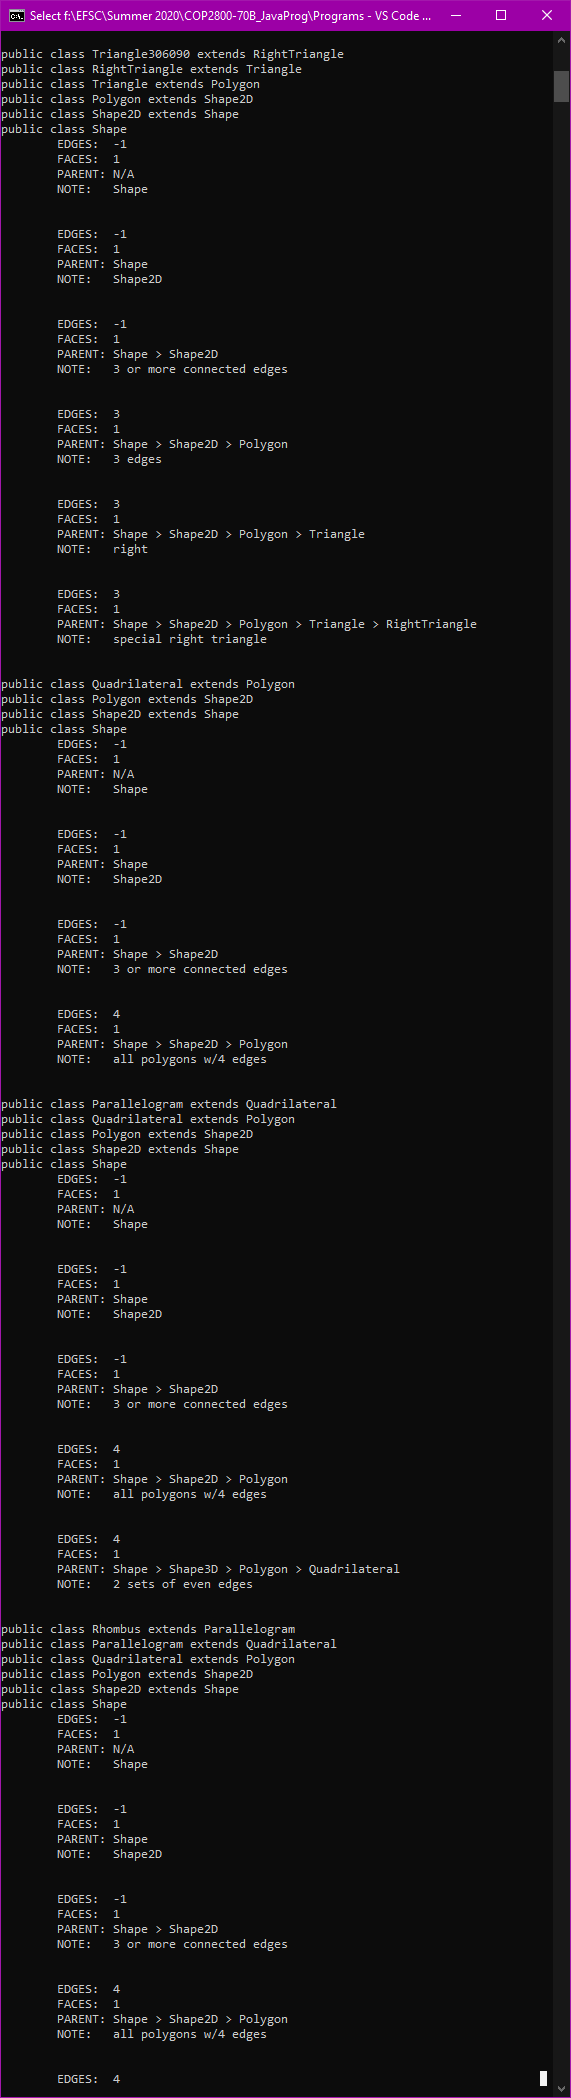 Select f:\EFSC\Summer 2020\COP2800-70B_JavaProg\Programs - VS Code ...
public class Triangle306090 extends RightTriangle
public class RightTriangle extends Triangle
public class Triangle extends Polygon
public class Polygon extends Shape2D
public class Shape2D extends Shape
public class Shape
EDGES: -1
FACES: 1
PARENT: N/A
NOTE: Shape
EDGES: -1
FACES: 1
PARENT: Shape
NOTE: Shape2D
EDGES: -1
FACES: 1
PARENT: Shape > Shape2D
NOTE: 3 or more connected edges
EDGES: 3
FACES: 1
PARENT: Shape > Shape2D > Polygon
NOTE: 3 edges
EDGES: 3
FACES: 1
PARENT: Shape > Shape2D > Polygon > Triangle
NOTE: right
EDGES: 3
FACES: 1
PARENT: Shape > Shape2D > Polygon > Triangle > RightTriangle
NOTE: special right triangle
public class Quadrilateral extends Polygon
public class Polygon extends Shape2D
public class Shape2D extends Shape
public class Shape
EDGES: -1
FACES: 1
PARENT: N/A
NOTE: Shape
EDGES: -1
FACES: 1
PARENT: Shape
NOTE: Shape2D
EDGES: -1
FACES: 1
PARENT: Shape > Shape2D
NOTE: 3 or more connected edges
EDGES: 4
FACES: 1
PARENT: Shape > Shape2D > Polygon
NOTE: all polygons w/4 edges
public class Parallelogram extends Quadrilateral
public class Quadrilateral extends Polygon
public class Polygon extends Shape2D
public class Shape2D extends Shape
public class Shape
EDGES: -1
FACES: 1
PARENT: N/A
NOTE: Shape
EDGES: -1
FACES: 1
PARENT: Shape
NOTE: Shape2D
EDGES: -1
FACES: 1
PARENT: Shape > Shape2D
NOTE: 3 or more connected edges
EDGES: 4
FACES: 1
PARENT: Shape > Shape2D > Polygon
NOTE: all polygons w/4 edges
EDGES: 4
FACES: 1
PARENT: Shape > Shape3D > Polygon > Quadrilateral
NOTE: 2 sets of even edges
public class Rhombus extends Parallelogram
public class Parallelogram extends Quadrilateral
public class Quadrilateral extends Polygon
public class Polygon extends Shape2D
public class Shape2D extends Shape
public class Shape
EDGES: -1
FACES: 1
PARENT: N/A
NOTE: Shape
EDGES: -1
FACES: 1
PARENT: Shape
NOTE: Shape2D
EDGES: -1
FACES: 1
PARENT: Shape > Shape2D
NOTE: 3 or more connected edges
EDGES: 4
FACES: 1
PARENT: Shape > Shape2D > Polygon
NOTE: all polygons w/4 edges
EDGES: 4